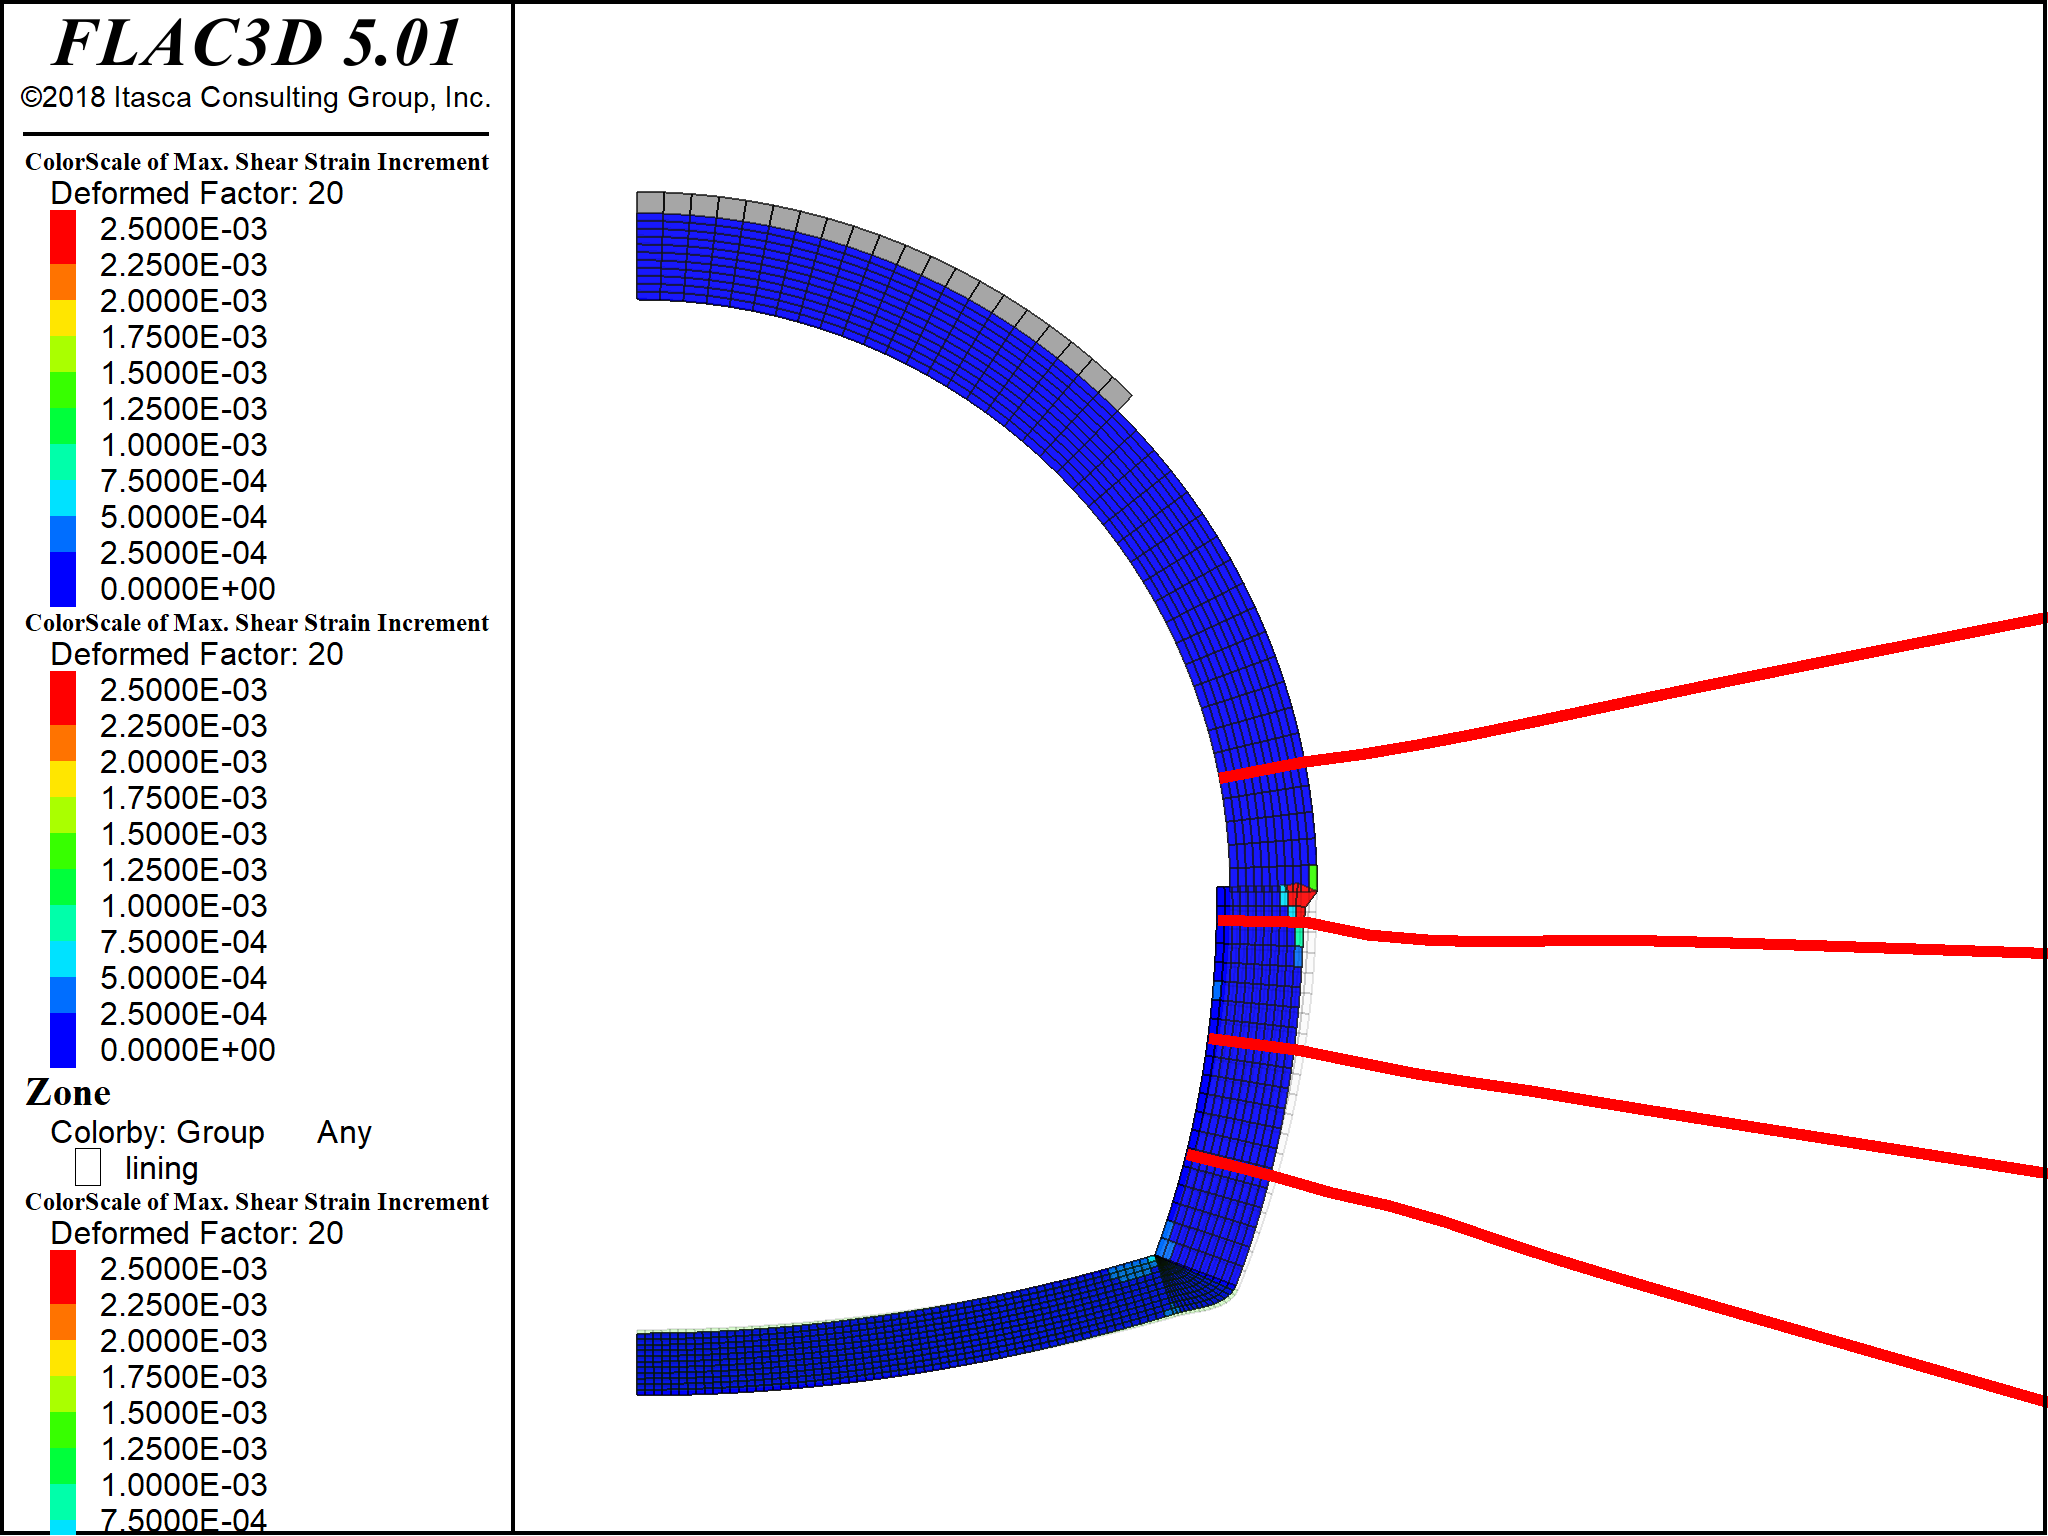 FLAC3D 5.01
©2018 Itasca Consulting Group, Inc.
ColorScale of Max. Shear Strain Increment
Deformed Factor: 20
2.5000E-03
2.2500E-03
2.0000E-03
1.7500E-03
1.5000E-03
1.2500E-03
1.0000E-03
7.5000E-04
5.0000E-04
2.5000E-04
0.0000E+00
ColorScale of Max. Shear Strain Increment
Deformed Factor: 20
2.5000E-03
2.2500E-03
2.0000E-03
1.7500E-03
1.5000E-03
1.2500E-03
1.0000E-03
7.5000E-04
5.0000E-04
2.5000E-04
0.0000E+00
Zone
Colorby: Group Any
lining
ColorScale of Max. Shear Strain Increment
Deformed Factor: 20
2.5000E-03
2.2500E-03
2.0000E-03
1.7500E-03
1.5000E-03
1.2500E-03
1.0000E-03
7.5000E-04